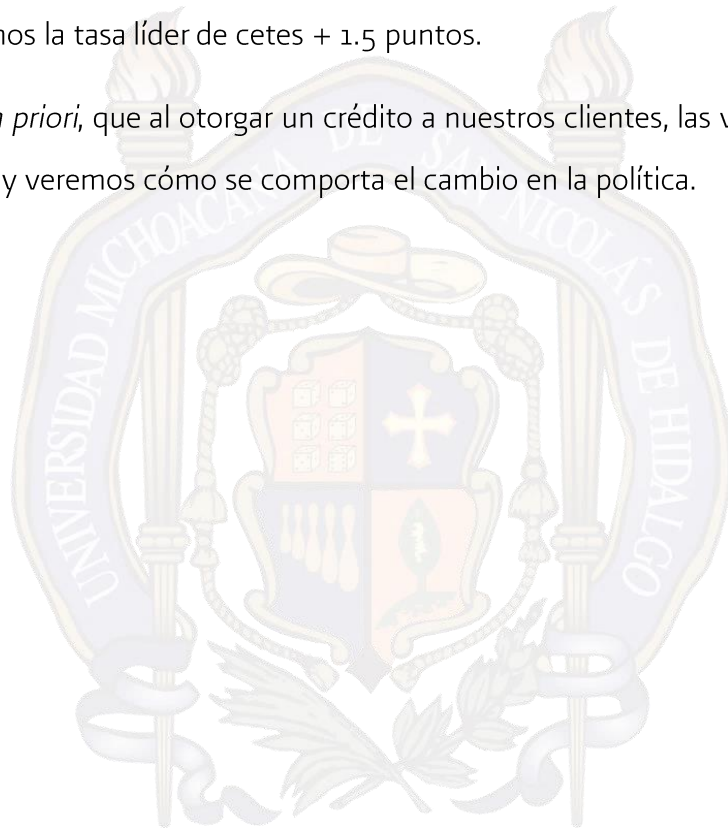 nos la tasa líder de cetes + 1.5 puntos.
priori, que al otorgar un crédito a nuestros clientes, las
y veremos cómo se comporta el cambio en la política.
UNIVERSIDAD MICHOACANA DE SAN NICOLÁS DE HIDALGO